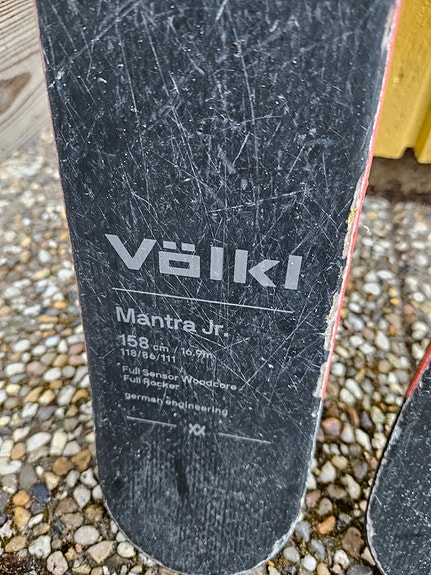 Völkl
Mantra Jr.
158 cm 16.9m
118/86/111
Full Sensor Woodcore
Full Rocker
german engineering